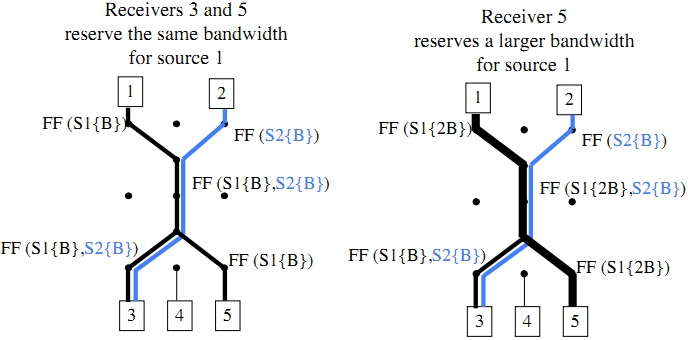 Receivers 3 and 5
reserve the same bandwidth
for source 1
1
2
FF (S1{B})
FF (S2{B})
FF (S1{B},S2{B})
FF (S1{B},S2{B})
FF (S1{B})
3
4
5
Receiver 5
reserves a larger bandwidth
for source 1
1
2
FF (S1{2B})
FF (S2{B})
FF (S1{2B},S2{B})
FF (S1{B},S2{B})
FF (S1{2B})
3
4
5